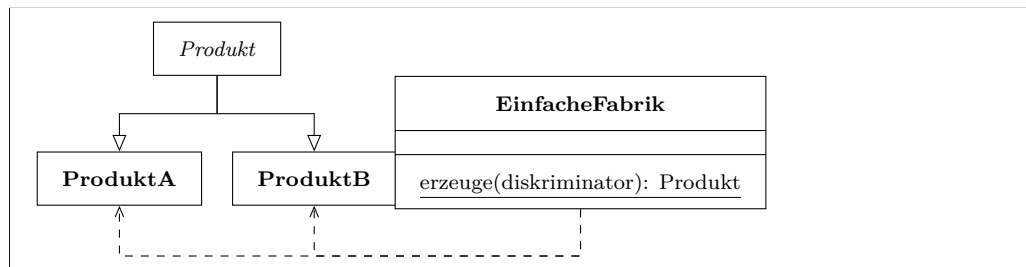 Produkt
EinfacheFabrik
ProduktA
ProduktB
erzeuge(diskriminator): Produkt